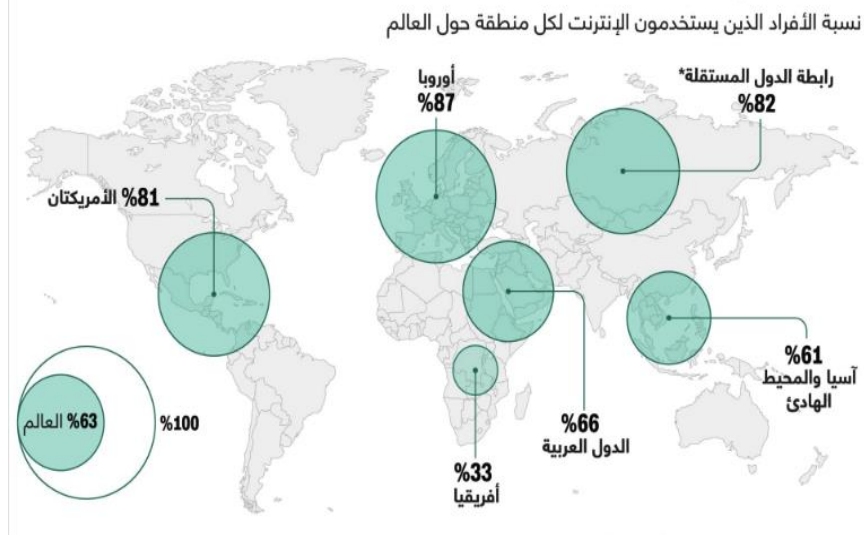 نسبة الأفراد الذين يستخدمون الإنترنت لكل منطقة حول العالم
رابطة الدول المستقلة*
%82
أوروبا
%87
%81 الأمريكتان
%61
آسيا والمحيط
الهادئ
%66
الدول العربية
%33
أفريقيا
%100
%63 العالم